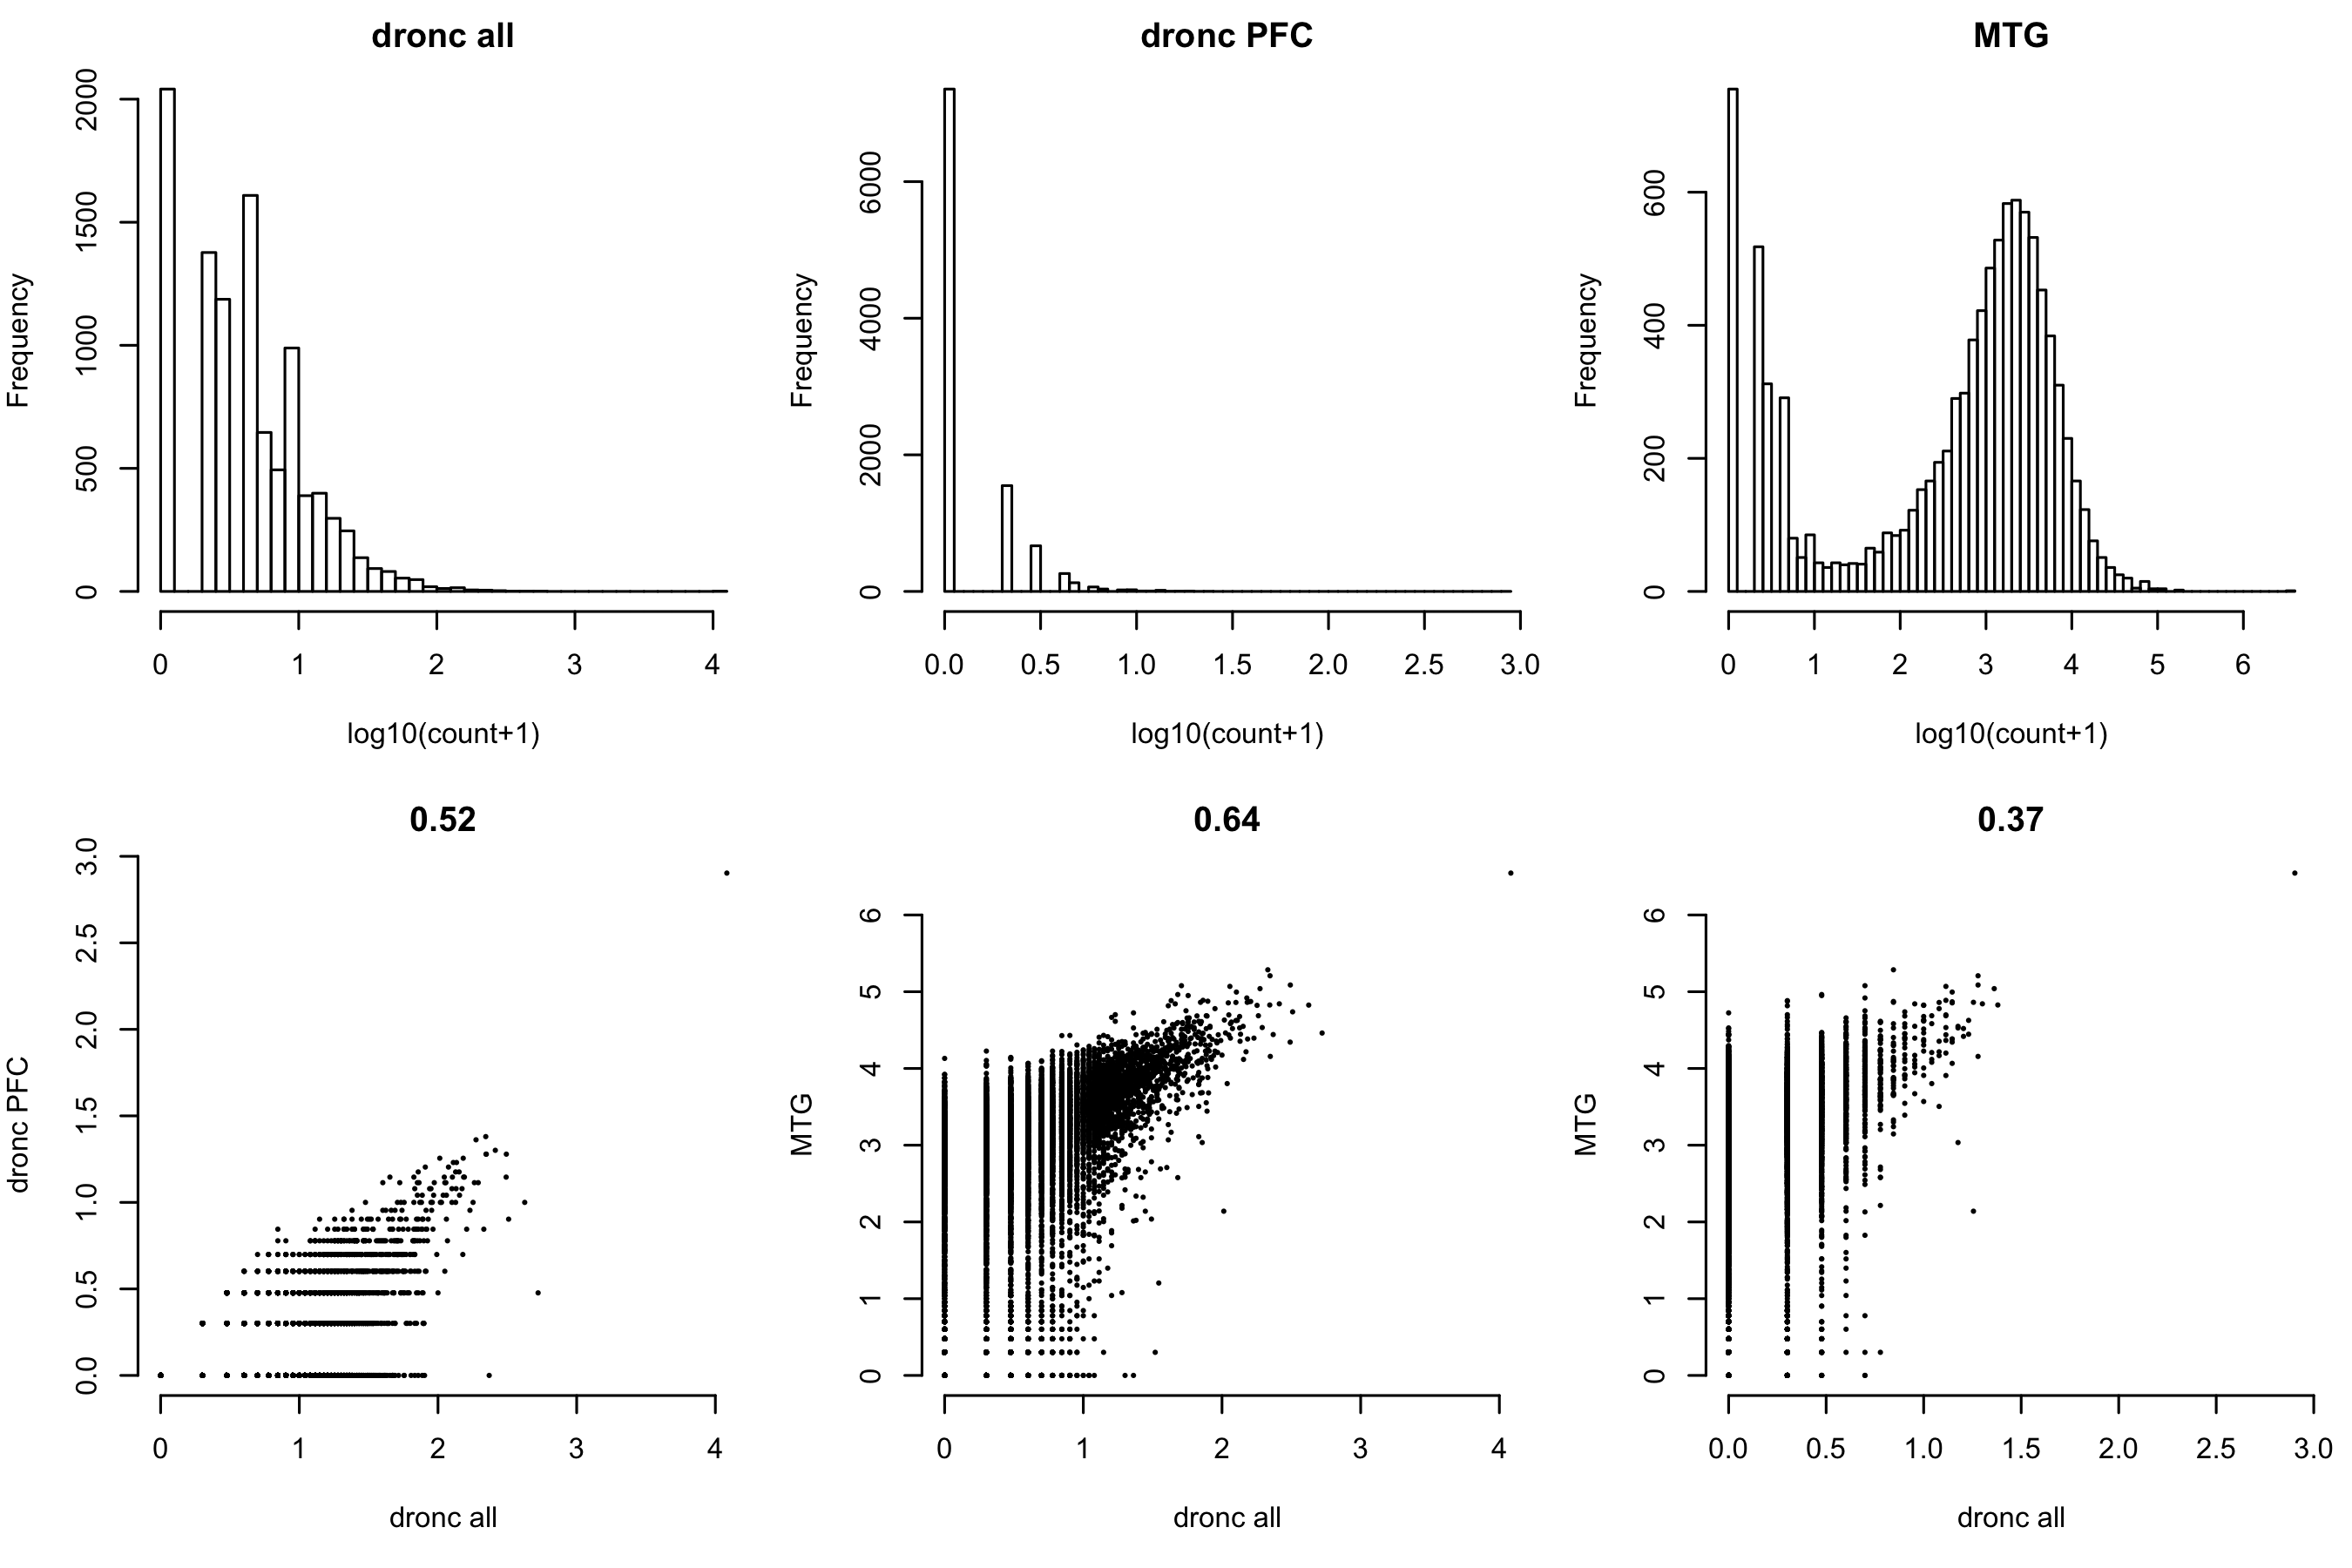 dronc all
dronc PFC
MTG
Frequency
0 500 1000 1500 2000
Frequency
0 2000 4000 6000
Frequency
0 200 400 600
0 1 2 3 4
0.0 0.5 1.0 1.5 2.0 2.5 3.0
0 1 2 3 4 5 6
log10(count+1)
log10(count+1)
log10(count+1)
0.52
0.64
0.37
dronc PFC
0.0 0.5 1.0 1.5 2.0 2.5 3.0
MTG
0 1 2 3 4 5 6
MTG
0 1 2 3 4 5 6
0 1 2 3 4
0 1 2 3 4
0.0 0.5 1.0 1.5 2.0 2.5 3.0
dronc all
dronc all
dronc all